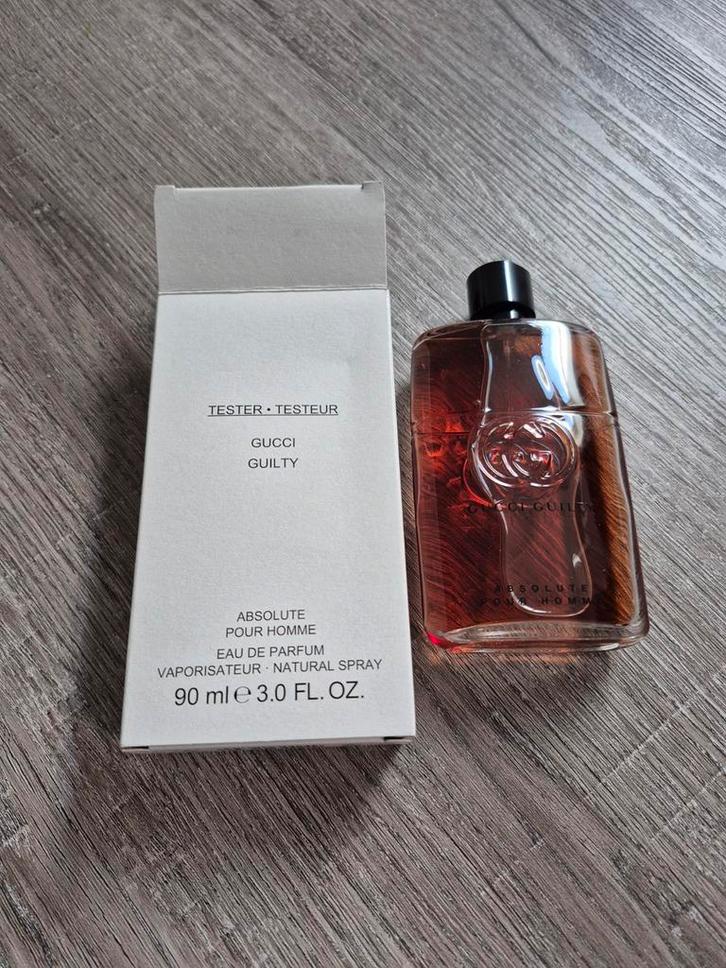 TESTER • TESTEUR
GUCCI
GUILTY
ABSOLUTE
POUR HOMME
EAU DE PARFUM
VAPORISATEUR · NATURAL SPRAY
90 ml ℮ 3.0 FL. OZ.
GUCCI GUILTY
ABSOLUTE
POUR HOMME